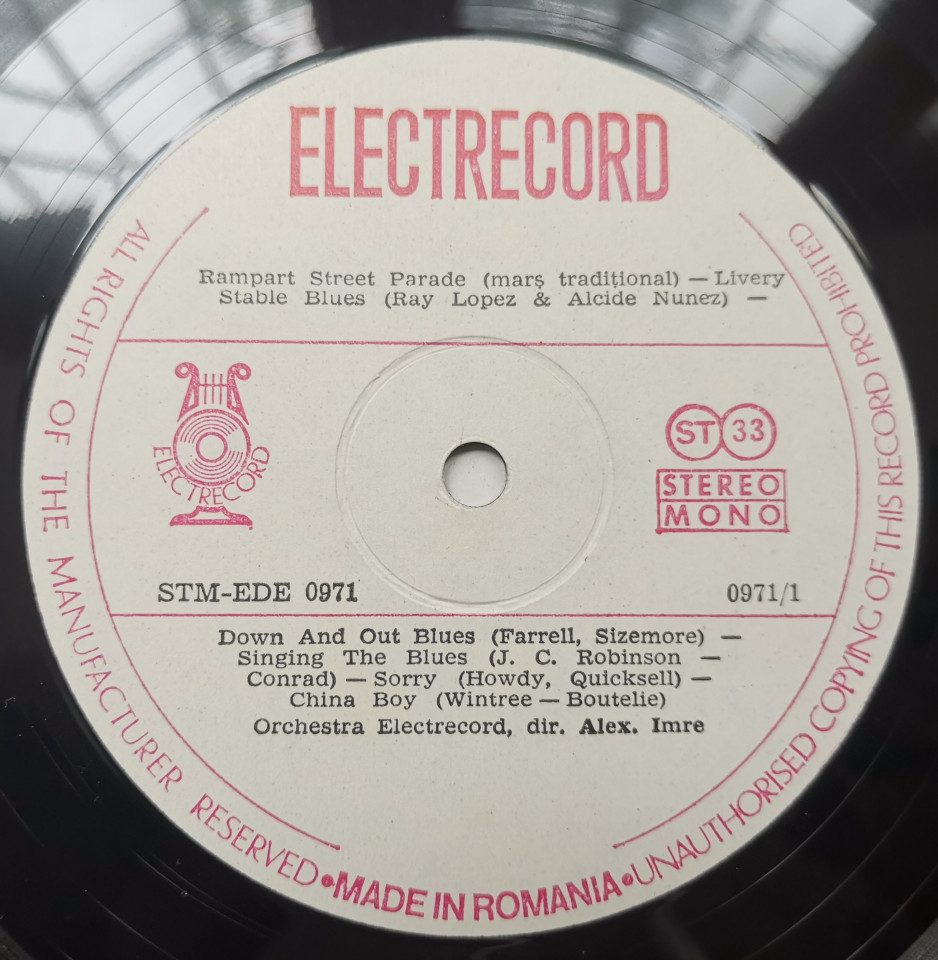 ELECTRECORD
Rampart Street Parade (marș tradițional) — Livery
Stable Blues (Ray Lopez & Alcide Nunez) —
ELECTRECORD
ST 33
STEREO
MONO
STM-EDE 0971
0971/1
Down And Out Blues (Farrell, Sizemore) —
Singing The Blues (J. C. Robinson —
Conrad) — Sorry (Howdy, Quicksell) —
China Boy (Wintree — Boutelie)
Orchestra Electrecord, dir. Alex. Imre
ALL RIGHTS OF THE MANUFACTURER RESERVED • MADE IN ROMANIA • UNAUTHORISED COPYING OF THIS RECORD PROHIBITED